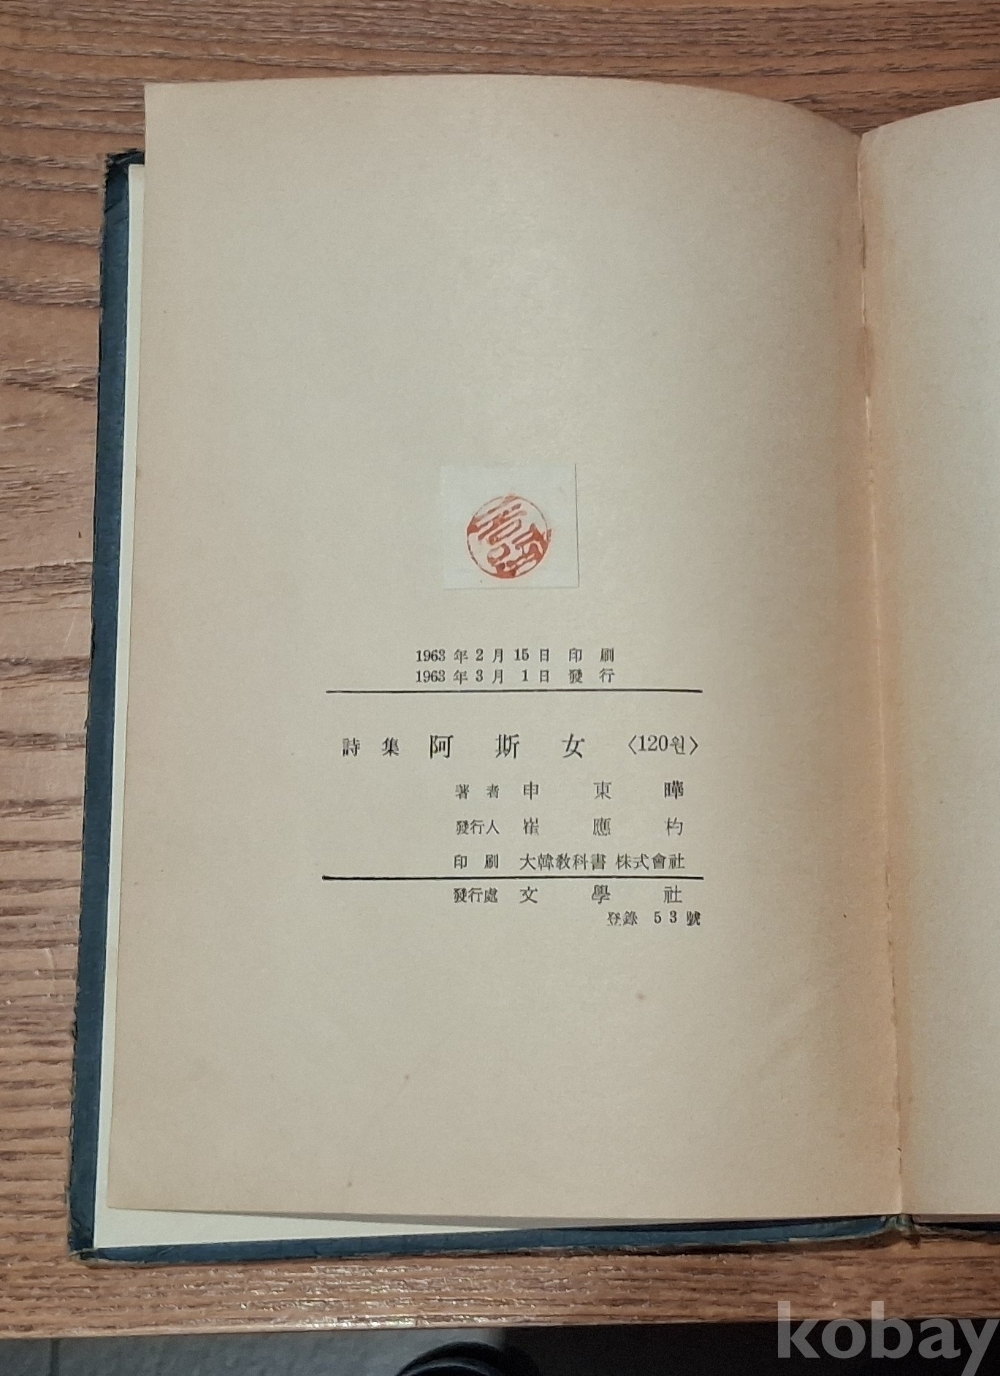 1963 年 2 月 15 日 印 刷
1963 年 3 月 1 日 發 行
詩 集 阿 斯 女 〈120원〉
著 者 申 東 曄
發行人 崔 應 杓
印 刷 大韓敎科書 株式會社
發行處 文 學 社
登錄 5 3 號
kobay